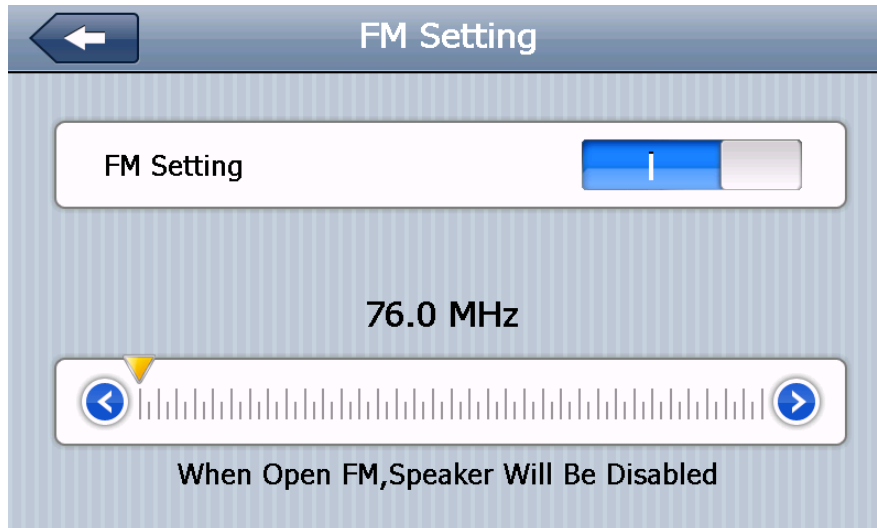 FM Setting
FM Setting
76.0 MHz
When Open FM,Speaker Will Be Disabled